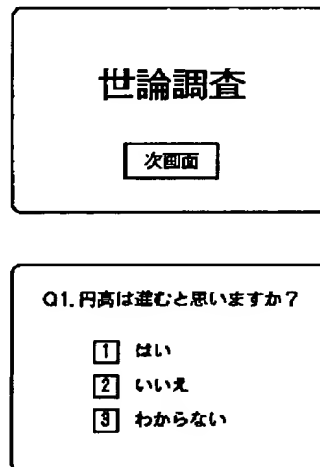 世論調査
次画面
Q1.円高は進むと思いますか?
1 はい
2 いいえ
3 わからない